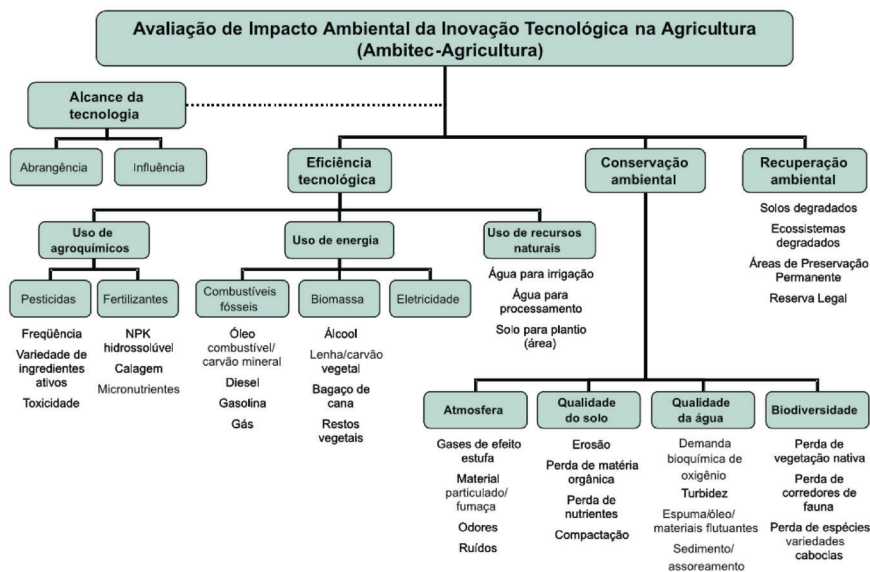 Avaliação de Impacto Ambiental da Inovação Tecnológica na Agricultura
(Ambitec-Agricultura)
Alcance da
tecnologia
Abrangência
Influência
Eficiência
tecnológica
Conservação
ambiental
Recuperação
ambiental
Solos degradados
Ecossistemas
degradados
Áreas de Preservação
Permanente
Reserva Legal
Uso de
agroquímicos
Uso de energia
Uso de recursos
naturais
Água para irrigação
Água para
processamento
Solo para plantio
(área)
Pesticidas
Freqüência
Variedade de
ingredientes
ativos
Toxicidade
Fertilizantes
NPK
hidrossolúvel
Calagem
Micronutrientes
Combustíveis
fósseis
Óleo
combustível/
carvão mineral
Diesel
Gasolina
Gás
Biomassa
Álcool
Lenha/carvão
vegetal
Bagaço de
cana
Restos
vegetais
Eletricidade
Atmosfera
Gases de efeito
estufa
Material
particulado/
fumaça
Odores
Ruídos
Qualidade
do solo
Erosão
Perda de matéria
orgânica
Perda de
nutrientes
Compactação
Qualidade
da água
Demanda
bioquímica de
oxigênio
Turbidez
Espuma/óleo/
materiais flutuantes
Sedimento/
assoreamento
Biodiversidade
Perda de
vegetação nativa
Perda de
corredores de
fauna
Perda de espécies
variedades
caboclas